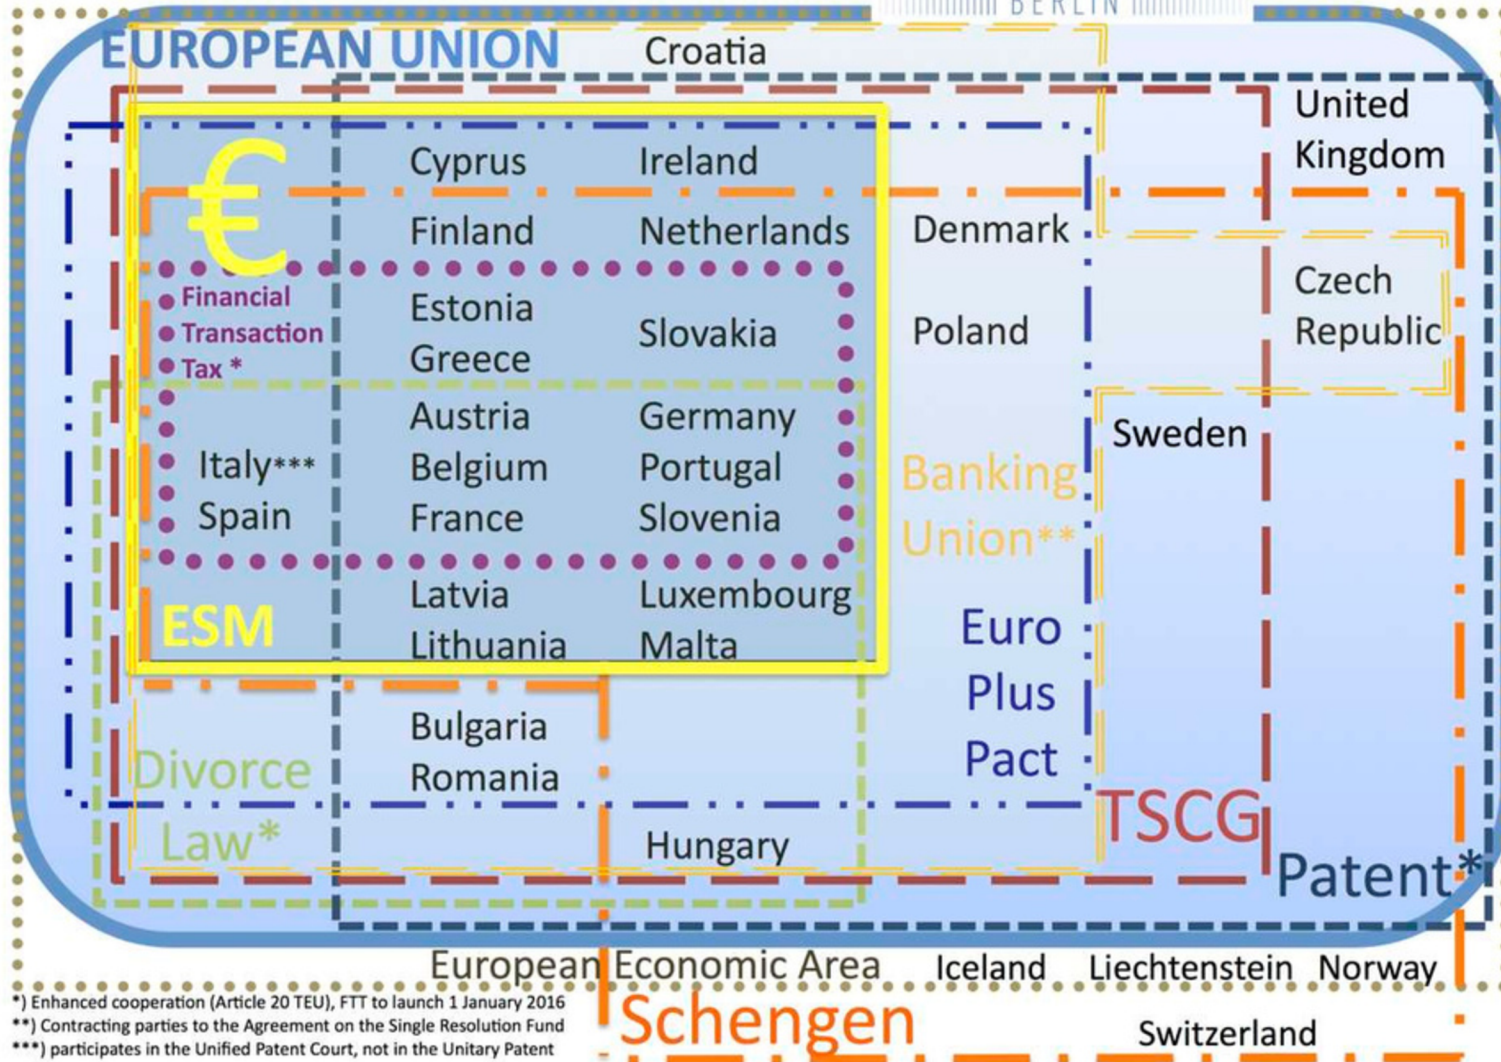 BERLIN
EUROPEAN UNION
Croatia
United
Kingdom
€
Cyprus
Ireland
Finland
Netherlands
Denmark
Financial
Transaction
Tax *
Estonia
Greece
Slovakia
Poland
Czech
Republic
Austria
Germany
Sweden
Italy***
Belgium
Portugal
Banking
Spain
France
Slovenia
Union**
ESM
Latvia
Luxembourg
Lithuania
Malta
Euro
Plus
Pact
Bulgaria
Romania
Divorce
Law*
Hungary
TSCG
Patent*
European Economic Area
Iceland
Liechtenstein
Norway
*) Enhanced cooperation (Article 20 TEU), FTT to launch 1 January 2016
**) Contracting parties to the Agreement on the Single Resolution Fund
***) participates in the Unified Patent Court, not in the Unitary Patent
Schengen
Switzerland